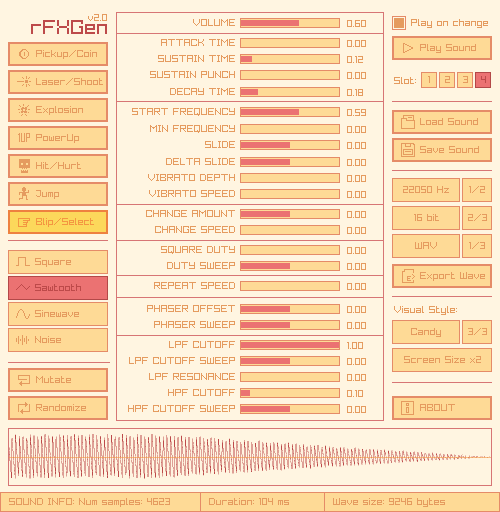 rFXGen v2.0
Pickup/Coin
Laser/Shoot
Explosion
1UP PowerUp
Hit/Hurt
Jump
Blip/Select
Square
Sawtooth
Sinewave
Noise
Mutate
Randomize
VOLUME 0.60
ATTACK TIME 0.00
SUSTAIN TIME 0.12
SUSTAIN PUNCH 0.00
DECAY TIME 0.18
START FREQUENCY 0.59
MIN FREQUENCY 0.00
SLIDE 0.00
DELTA SLIDE 0.00
VIBRATO DEPTH 0.00
VIBRATO SPEED 0.00
CHANGE AMOUNT 0.00
CHANGE SPEED 0.00
SQUARE DUTY 0.00
DUTY SWEEP 0.00
REPEAT SPEED 0.00
PHASER OFFSET 0.00
PHASER SWEEP 0.00
LPF CUTOFF 1.00
LPF CUTOFF SWEEP 0.00
LPF RESONANCE 0.00
HPF CUTOFF 0.10
HPF CUTOFF SWEEP 0.00
Play on change
Play Sound
Slot: 1 2 3 4
Load Sound
Save Sound
22050 Hz 1/2
16 bit 2/3
WAV 1/3
Export Wave
Visual Style:
Candy 3/3
Screen Size x2
ABOUT
SOUND INFO: Num samples: 4623
Duration: 104 ms
Wave size: 9246 bytes